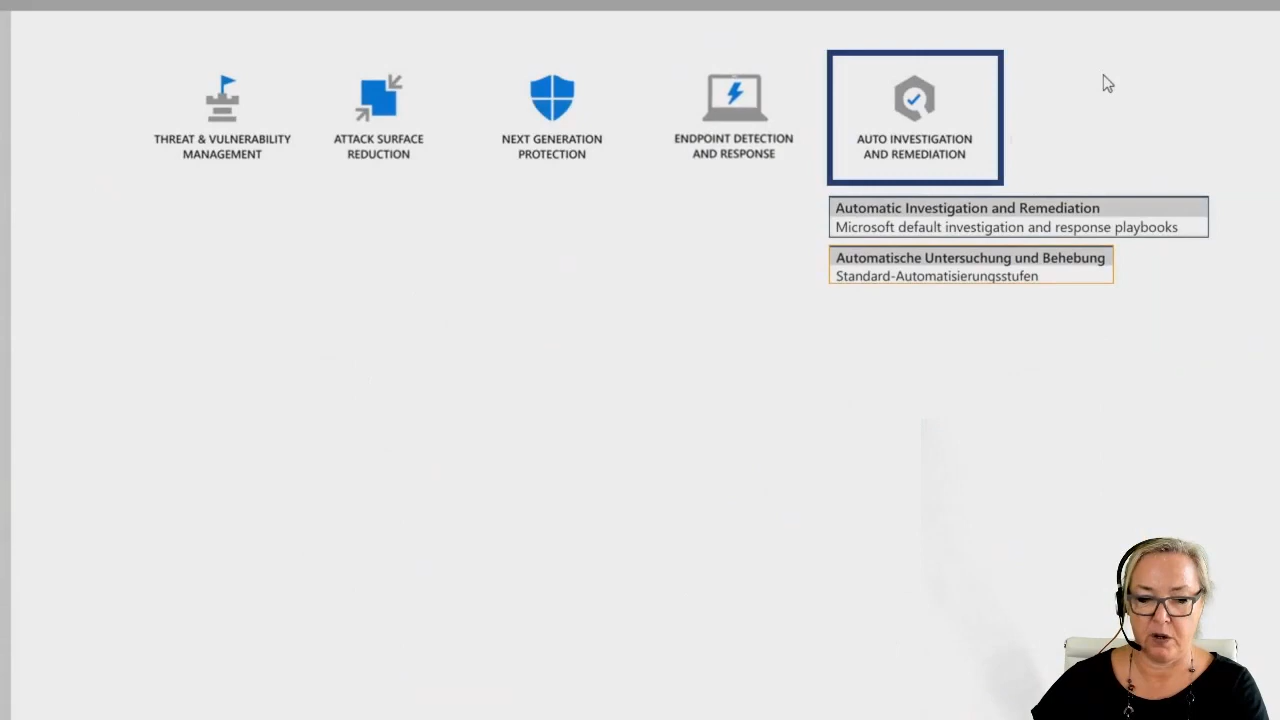 THREAT & VULNERABILITY
MANAGEMENT
ATTACK SURFACE
REDUCTION
NEXT GENERATION
PROTECTION
ENDPOINT DETECTION
AND RESPONSE
AUTO INVESTIGATION
AND REMEDIATION
Automatic Investigation and Remediation
Microsoft default investigation and response playbooks
Automatische Untersuchung und Behebung
Standard-Automatisierungsstufen